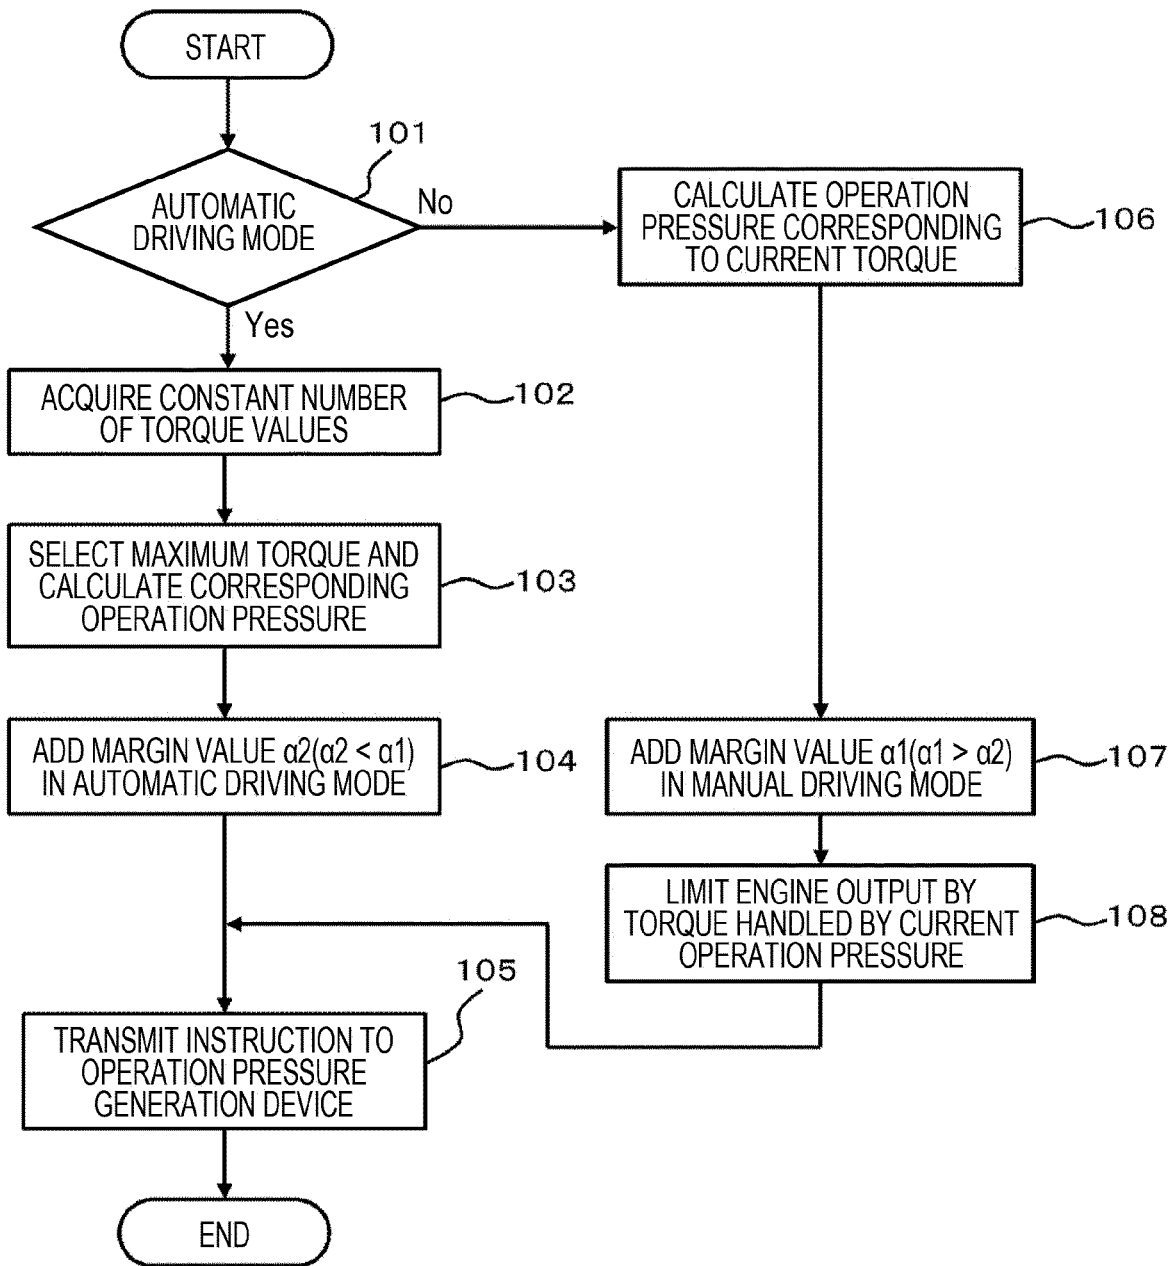 START
101
AUTOMATIC
DRIVING MODE
No
Yes
CALCULATE OPERATION
PRESSURE CORRESPONDING
TO CURRENT TORQUE
106
ACQUIRE CONSTANT NUMBER
OF TORQUE VALUES
102
SELECT MAXIMUM TORQUE AND
CALCULATE CORRESPONDING
OPERATION PRESSURE
103
ADD MARGIN VALUE α2(α2 < α1)
IN AUTOMATIC DRIVING MODE
104
ADD MARGIN VALUE α1(α1 > α2)
IN MANUAL DRIVING MODE
107
LIMIT ENGINE OUTPUT BY
TORQUE HANDLED BY CURRENT
OPERATION PRESSURE
108
105
TRANSMIT INSTRUCTION TO
OPERATION PRESSURE
GENERATION DEVICE
END